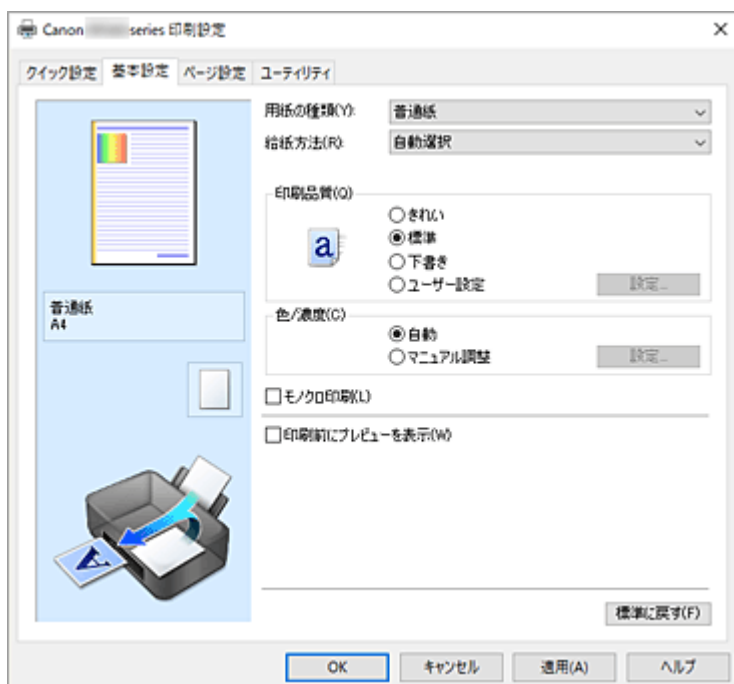 Canon series 印刷設定
クイック設定 基本設定 ページ設定 ユーティリティ
用紙の種類(Y): 普通紙
給紙方法(R): 自動選択
印刷品質(Q)
a
きれい
標準
下書き
ユーザー設定 設定...
普通紙
A4
色/濃度(C)
自動
マニュアル調整 設定...
モノクロ印刷(L)
印刷前にプレビューを表示(W)
A
標準に戻す(F)
OK キャンセル 適用(A) ヘルプ